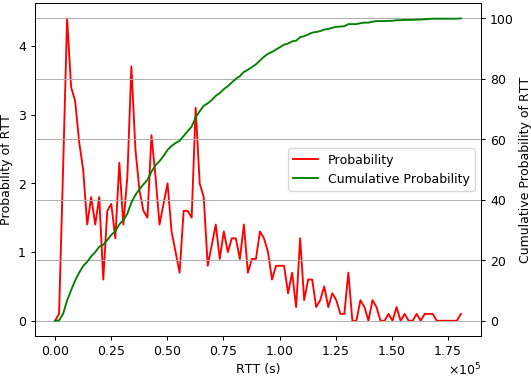 4
3
2
1
0
Probability of RTT
100
80
60
40
20
0
Cumulative Probability of RTT
Probability
Cumulative Probability
0.00 0.25 0.50 0.75 1.00 1.25 1.50 1.75
RTT (s)
×10⁵